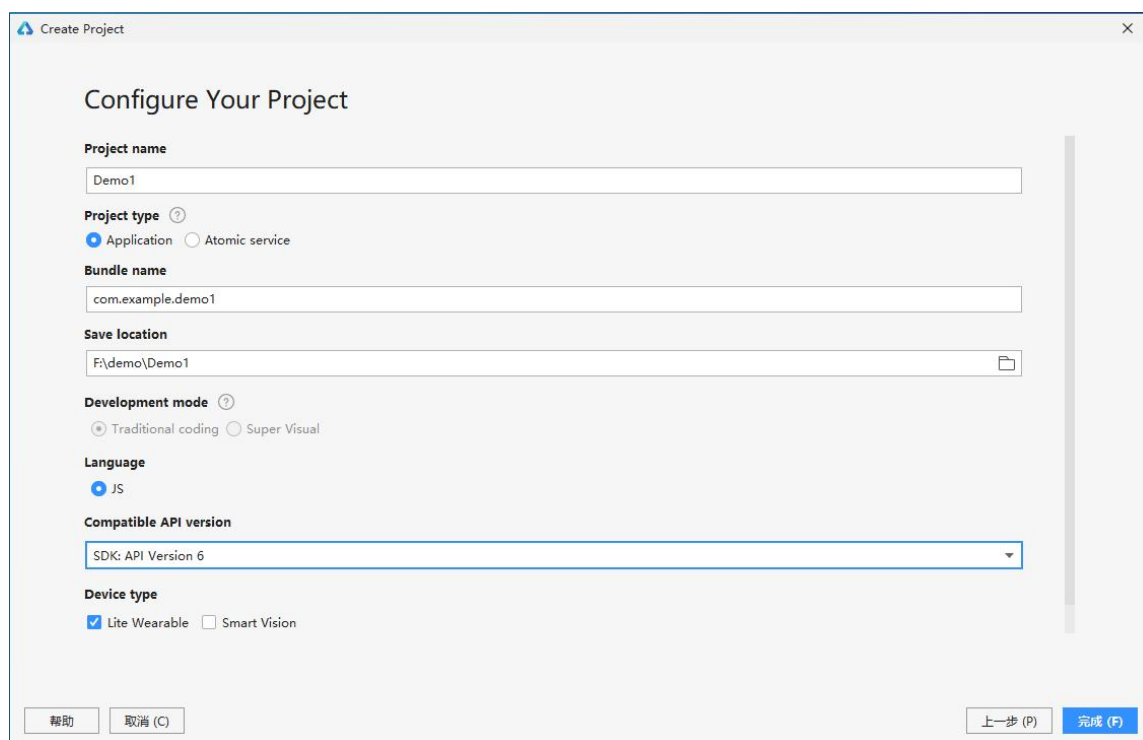 Create Project
Configure Your Project
Project name
Demo1
Project type ?
Application Atomic service
Bundle name
com.example.demo1
Save location
F:\demo\Demo1
Development mode ?
Traditional coding Super Visual
Language
JS
Compatible API version
SDK: API Version 6
Device type
Lite Wearable Smart Vision
帮助 取消 (C) 上一步 (P) 完成 (F)